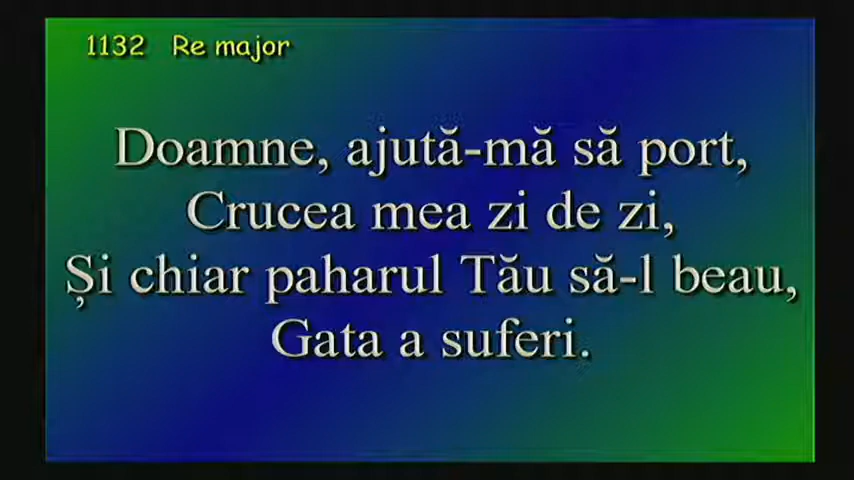 1132 Re major
Doamne, ajută-mă să port,
Crucea mea zi de zi,
Și chiar paharul Tău să-l beau,
Gata a suferi.